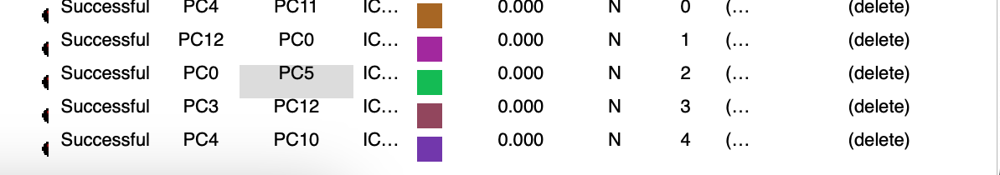 Successful PC4 PC11 IC... 0.000 N 0 (... (delete)
Successful PC12 PC0 IC... 0.000 N 1 (... (delete)
Successful PC0 PC5 IC... 0.000 N 2 (... (delete)
Successful PC3 PC12 IC... 0.000 N 3 (... (delete)
Successful PC4 PC10 IC... 0.000 N 4 (... (delete)